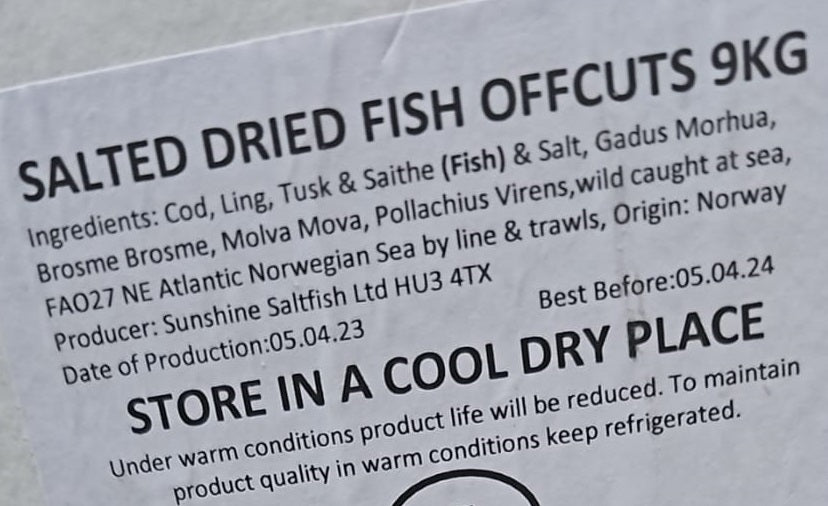 SALTED DRIED FISH OFFCUTS 9KG
Ingredients: Cod, Ling, Tusk & Saithe (Fish) & Salt, Gadus Morhua,
Brosme Brosme, Molva Mova, Pollachius Virens,wild caught at sea,
FAO27 NE Atlantic Norwegian Sea by line & trawls, Origin: Norway
Producer: Sunshine Saltfish Ltd HU3 4TX
Date of Production:05.04.23 Best Before:05.04.24
STORE IN A COOL DRY PLACE
Under warm conditions product life will be reduced. To maintain
product quality in warm conditions keep refrigerated.